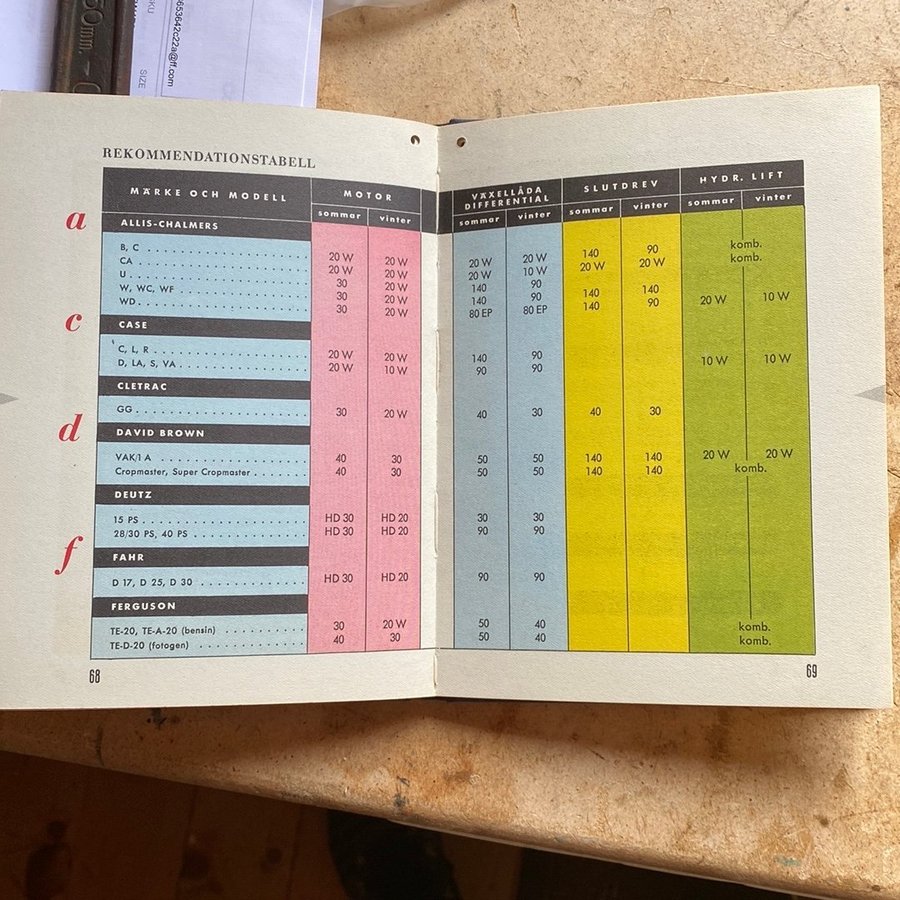 50mm.
SIZE
653642c22a@ff.com
REKOMMENDATIONSTABELL
MÄRKE OCH MODELL MOTOR
sommar vinter
a
ALLIS-CHALMERS
B, C 20 W 20 W
CA 20 W 20 W
U 30 20 W
W, WC, WF 30 20 W
WD 30 20 W
c
CASE
C, L, R 20 W 20 W
D, LA, S, VA 20 W 10 W
CLETRAC
GG 30 20 W
d
DAVID BROWN
VAK/1 A 40 30
Cropmaster, Super Cropmaster 40 30
DEUTZ
15 PS HD 30 HD 20
28/30 PS, 40 PS HD 30 HD 20
f
FAHR
D 17, D 25, D 30 HD 30 HD 20
FERGUSON
TE-20, TE-A-20 (bensin) 30 20 W
TE-D-20 (fotogen) 40 30
68
VÄXELLÅDA DIFFERENTIAL SLUTDREV HYDR. LIFT
sommar vinter sommar vinter sommar vinter
20 W 20 W 140 90 komb.
20 W 10 W 20 W 20 W komb.
140 90
140 90 140 140
80 EP 80 EP 140 90 20 W 10 W
140 90
90 90 10 W 10 W
40 30 40 30
50 50 140 140 20 W 20 W
50 50 140 140 komb.
30 30
90 90
90 90
50 40 komb.
50 40 komb.
69